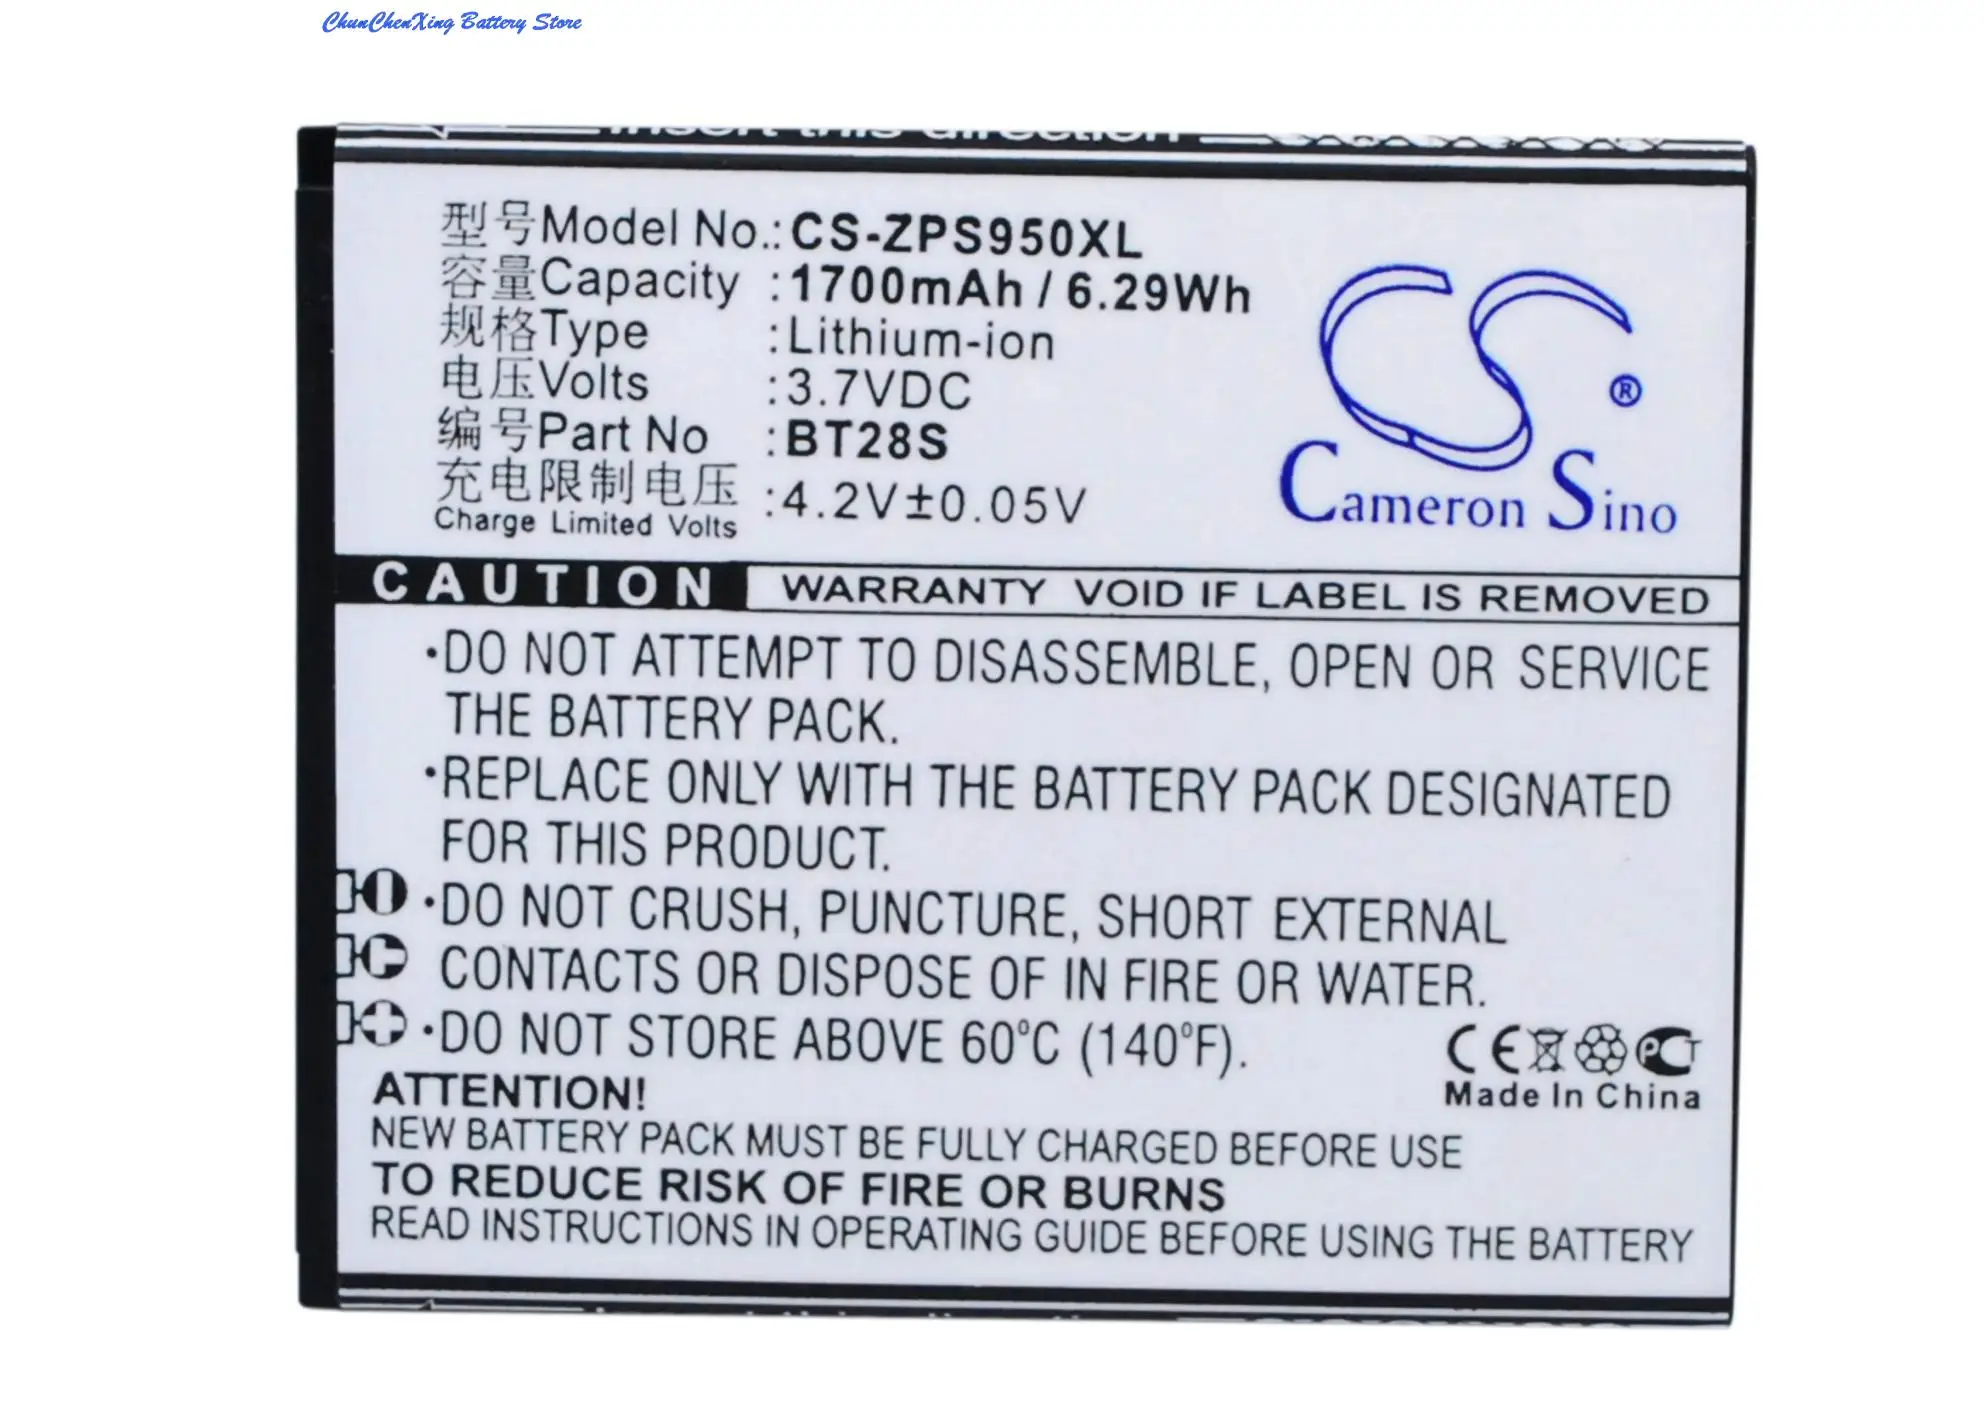 ChunChenXing Battery Store
Insert this direction
型号Model No.:CS-ZPS950XL
容量Capacity :1700mAh / 6.29Wh
规格Type :Lithium-ion
电压Volts :3.7VDC
编号Part No :BT28S
充电限制电压 :4.2V±0.05V
Charge Limited Volts
CS ®
Cameron Sino
CAUTION WARRANTY VOID IF LABEL IS REMOVED
·DO NOT ATTEMPT TO DISASSEMBLE, OPEN OR SERVICE
THE BATTERY PACK.
·REPLACE ONLY WITH THE BATTERY PACK DESIGNATED
FOR THIS PRODUCT.
·DO NOT CRUSH, PUNCTURE, SHORT EXTERNAL
CONTACTS OR DISPOSE OF IN FIRE OR WATER.
·DO NOT STORE ABOVE 60°C (140°F).
CE PCT
Made In China
ATTENTION!
NEW BATTERY PACK MUST BE FULLY CHARGED BEFORE USE
TO REDUCE RISK OF FIRE OR BURNS
READ INSTRUCTIONS IN OPERATING GUIDE BEFORE USING THE BATTERY